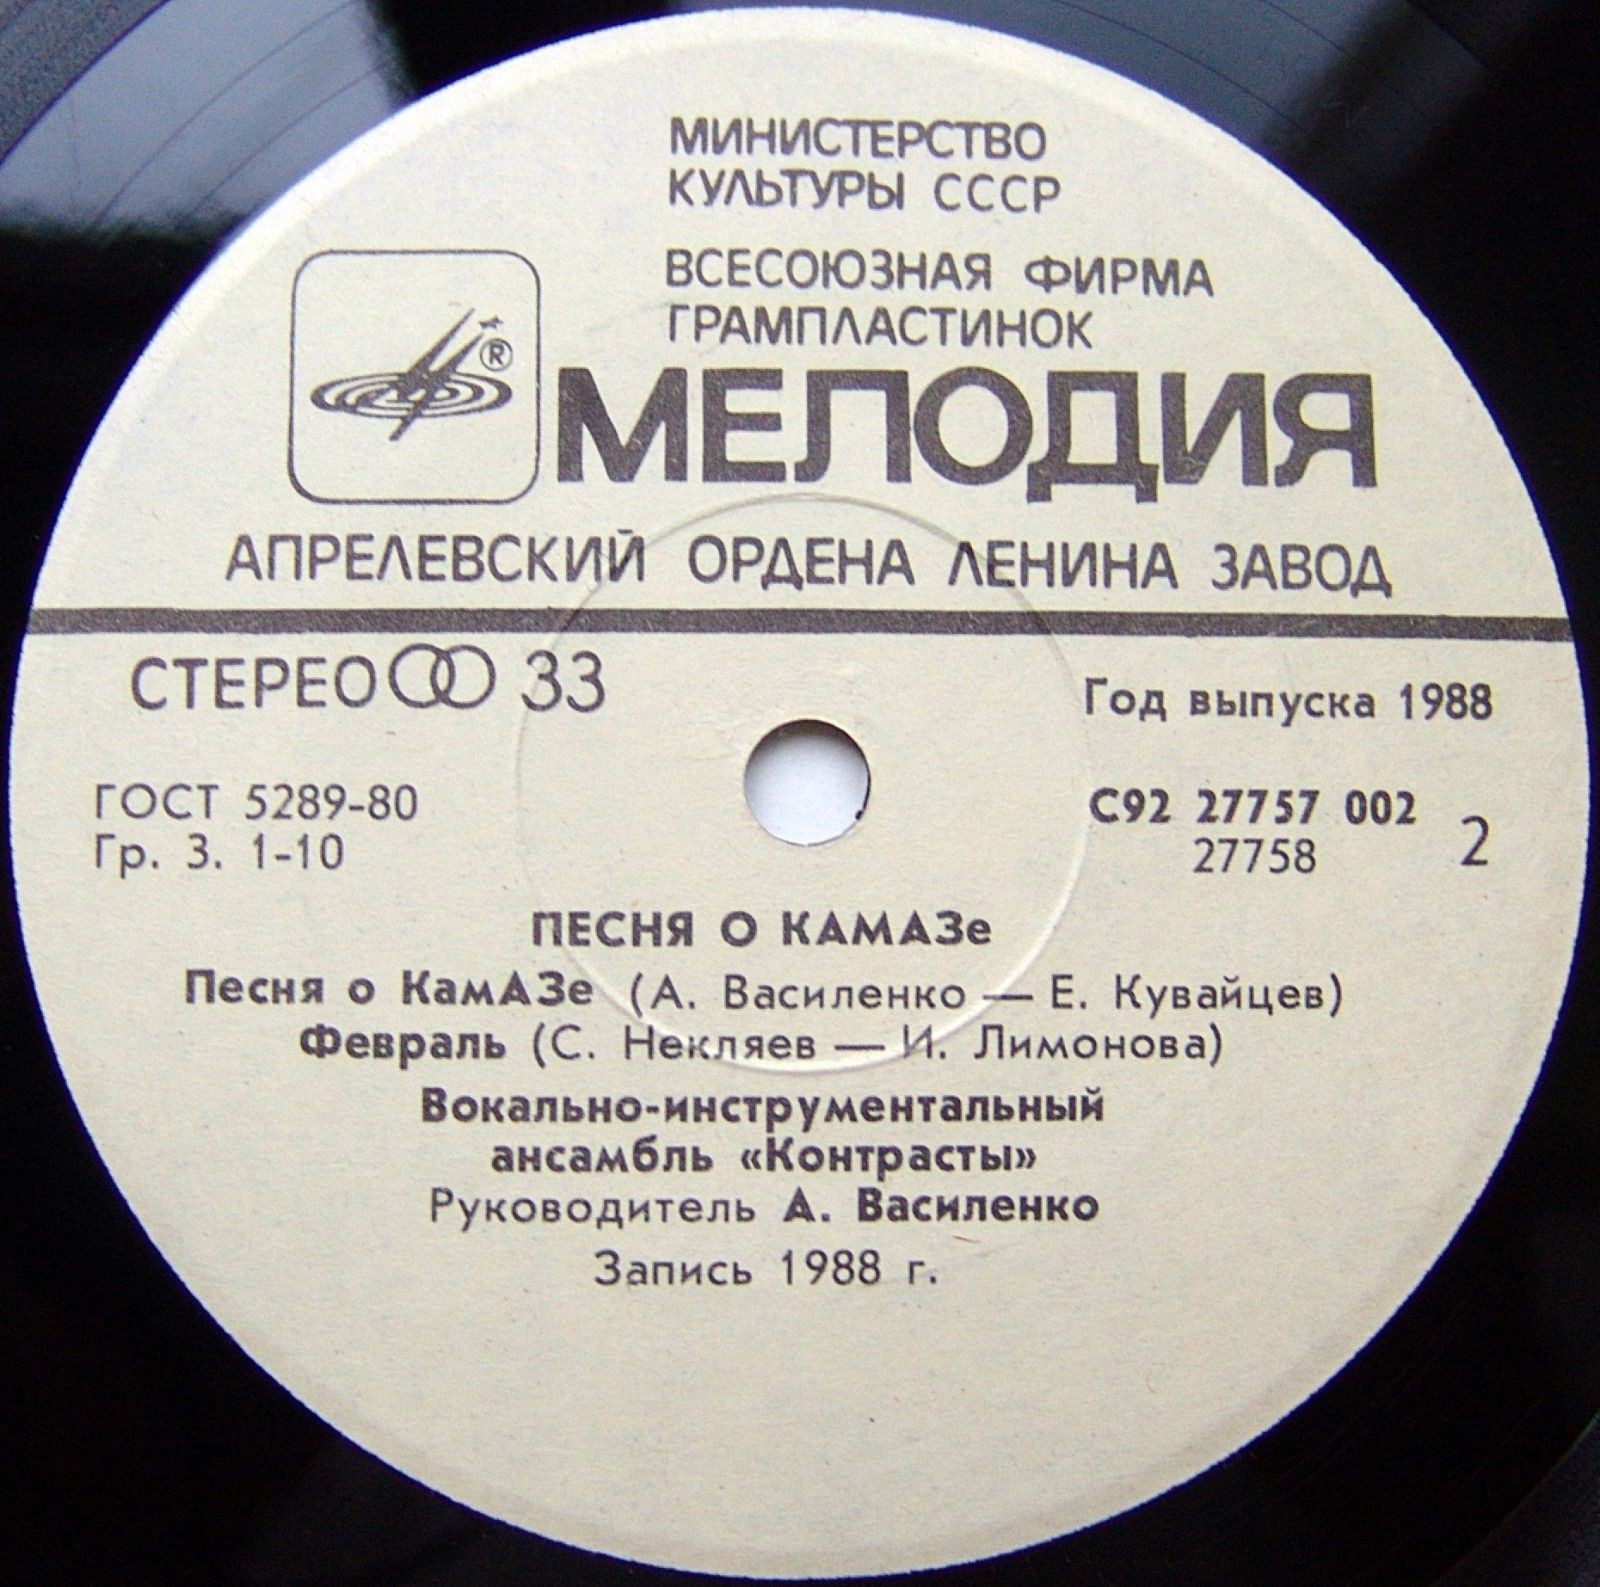 МИНИСТЕРСТВО
КУЛЬТУРЫ СССР
ВСЕСОЮЗНАЯ ФИРМА
ГРАМПЛАСТИНОК
®
МЕЛОДИЯ
АПРЕЛЕВСКИЙ ОРДЕНА ЛЕНИНА ЗАВОД
СТЕРЕО 33
Год выпуска 1988
ГОСТ 5289-80
Гр. 3. 1-10
С92 27757 002
27758
2
ПЕСНЯ О КАМАЗе
Песня о КамАЗе (А. Василенко — Е. Кувайцев)
Февраль (С. Некляев — И. Лимонова)
Вокально-инструментальный
ансамбль «Контрасты»
Руководитель А. Василенко
Запись 1988 г.